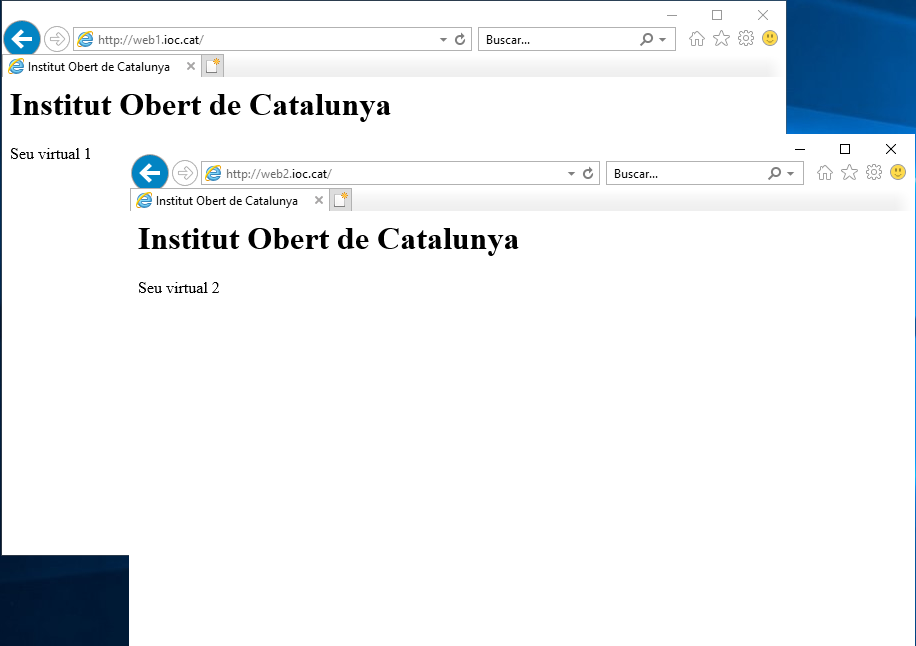 http://web1.ioc.cat/
Buscar...
Institut Obert de Catalunya
Institut Obert de Catalunya
Seu virtual 1
http://web2.ioc.cat/
Buscar...
Institut Obert de Catalunya
Institut Obert de Catalunya
Seu virtual 2